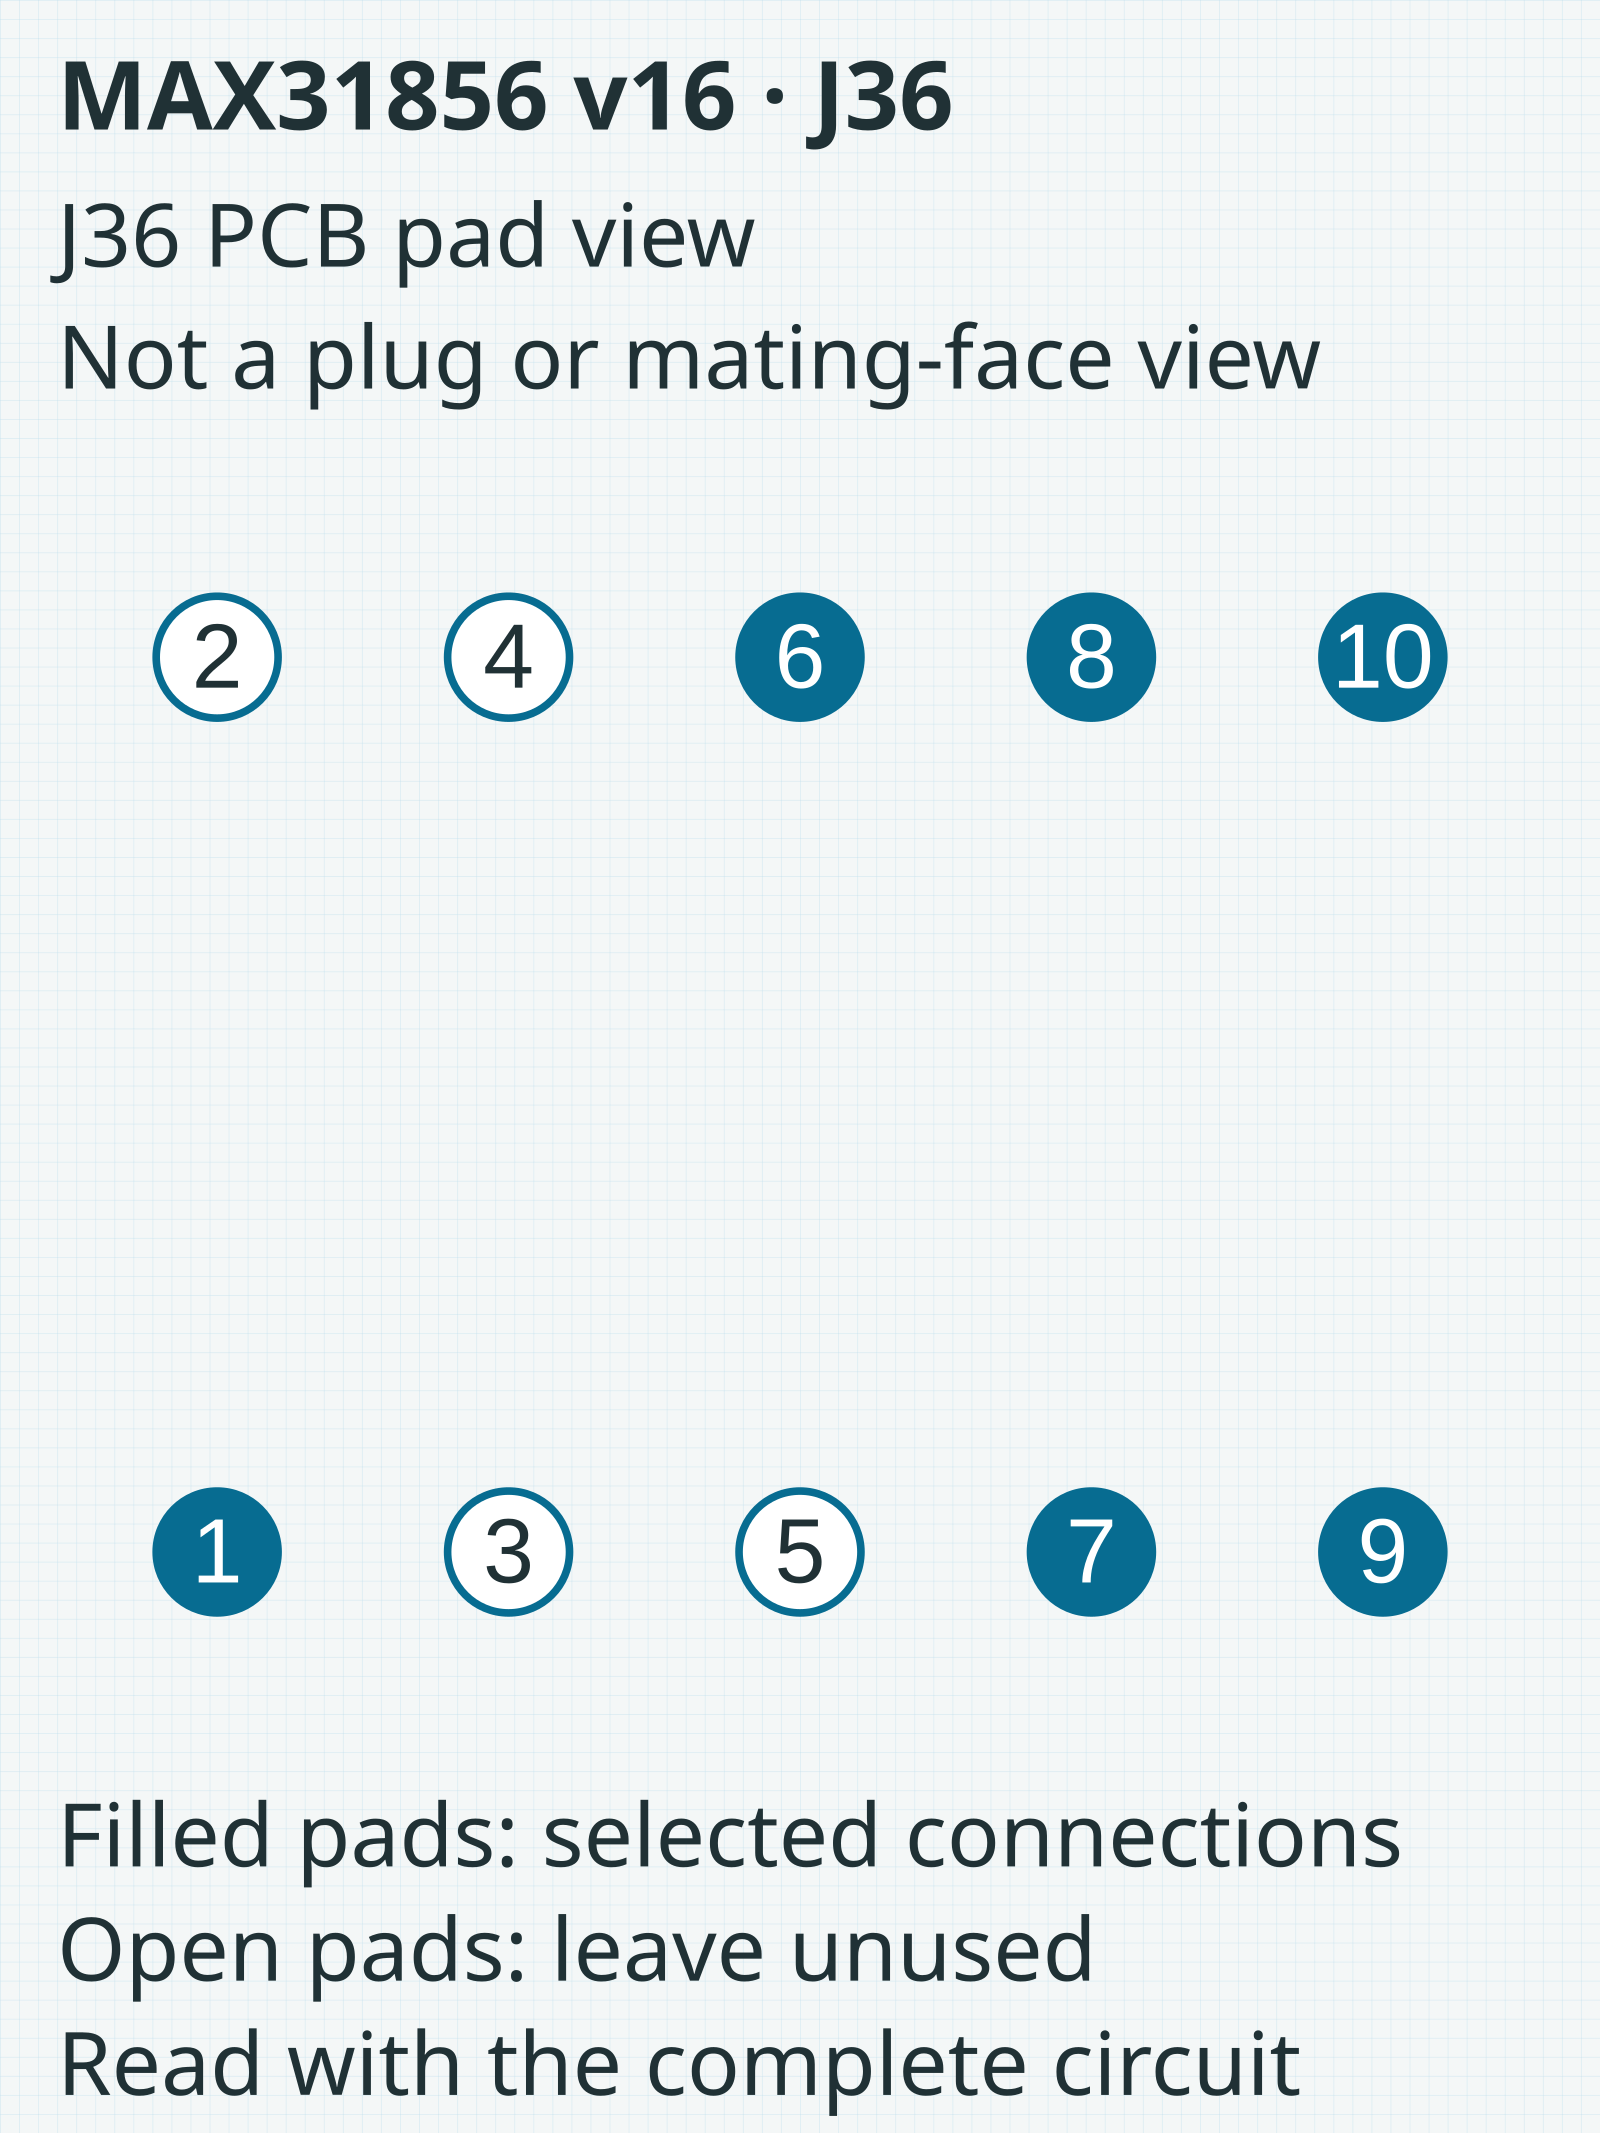 MAX31856 v16 · J36
J36 PCB pad view
Not a plug or mating-face view
2 4 6 8 10
1 3 5 7 9
Filled pads: selected connections
Open pads: leave unused
Read with the complete circuit